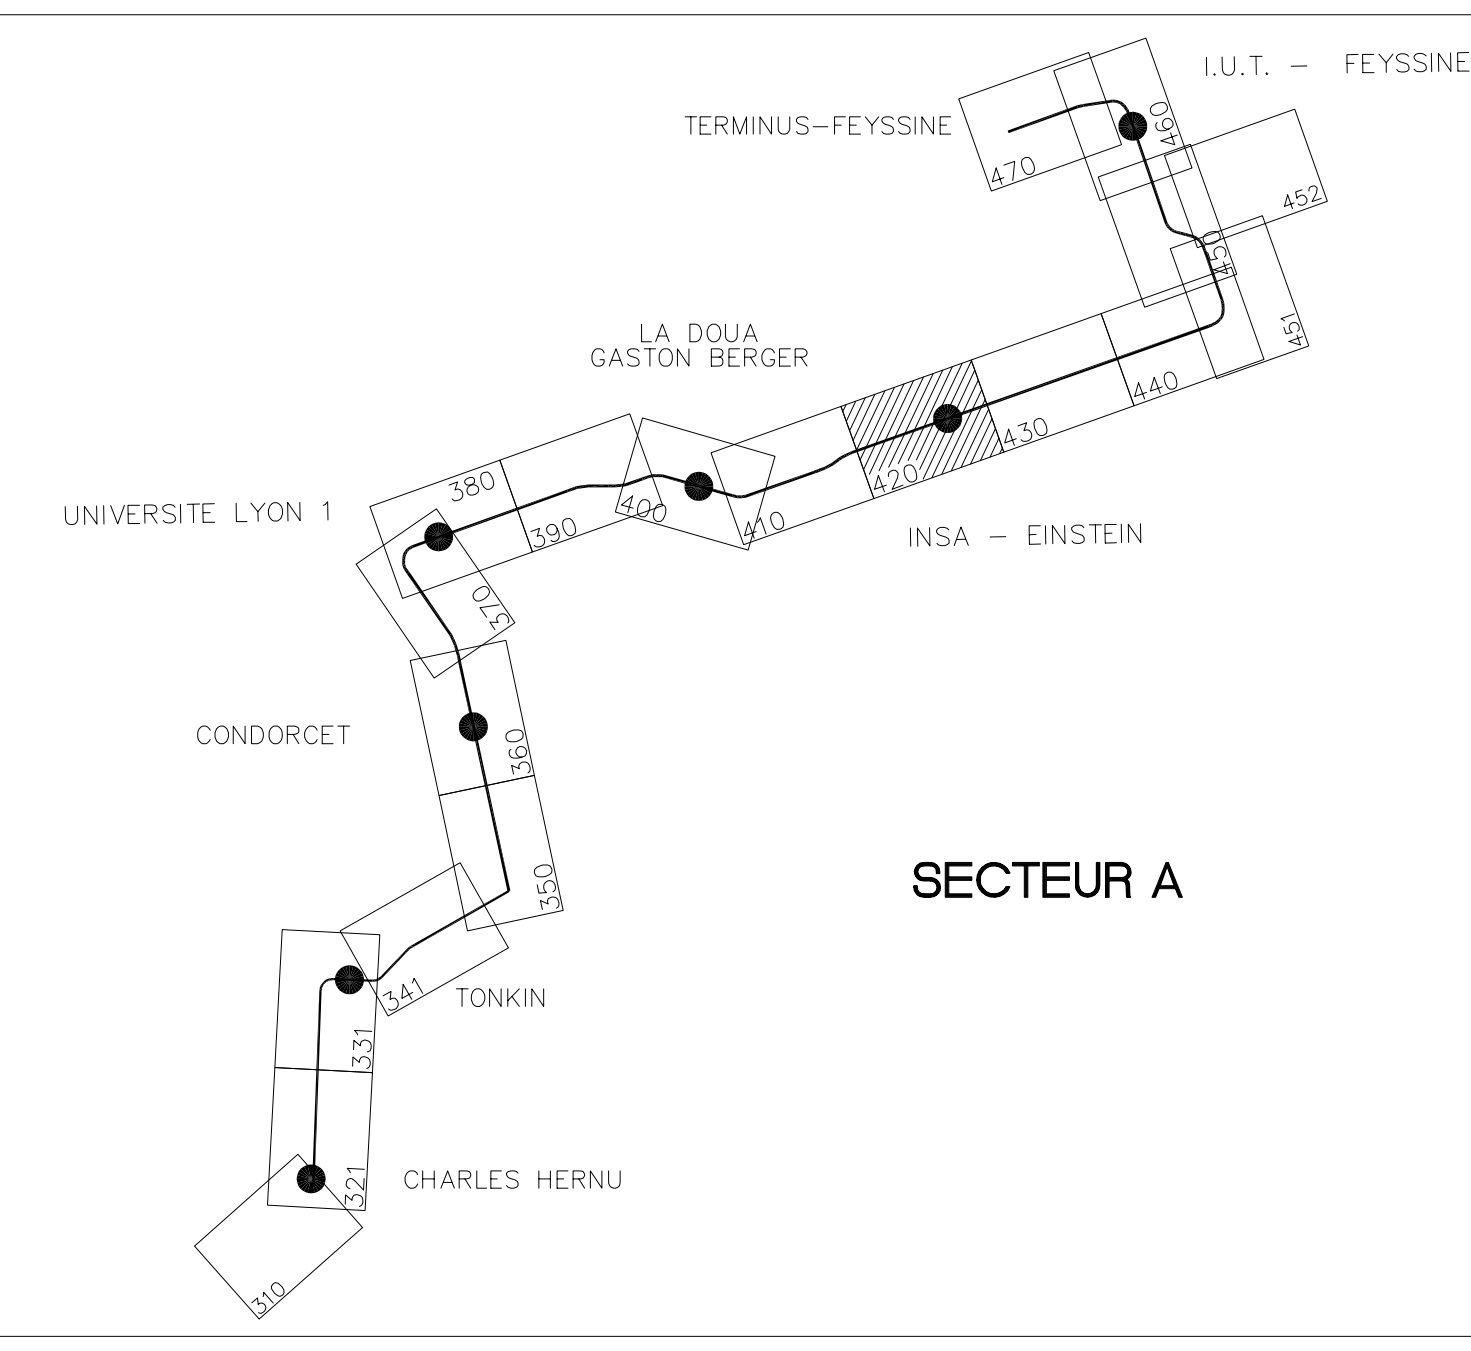 I.U.T. - FEYSSINE
TERMINUS-FEYSSINE
460
470
452
450
451
LA DOUA
GASTON BERGER
440
430
420
380
400
410
390
UNIVERSITE LYON 1
INSA - EINSTEIN
370
CONDORCET
360
350
SECTEUR A
341
TONKIN
331
321
CHARLES HERNU
310